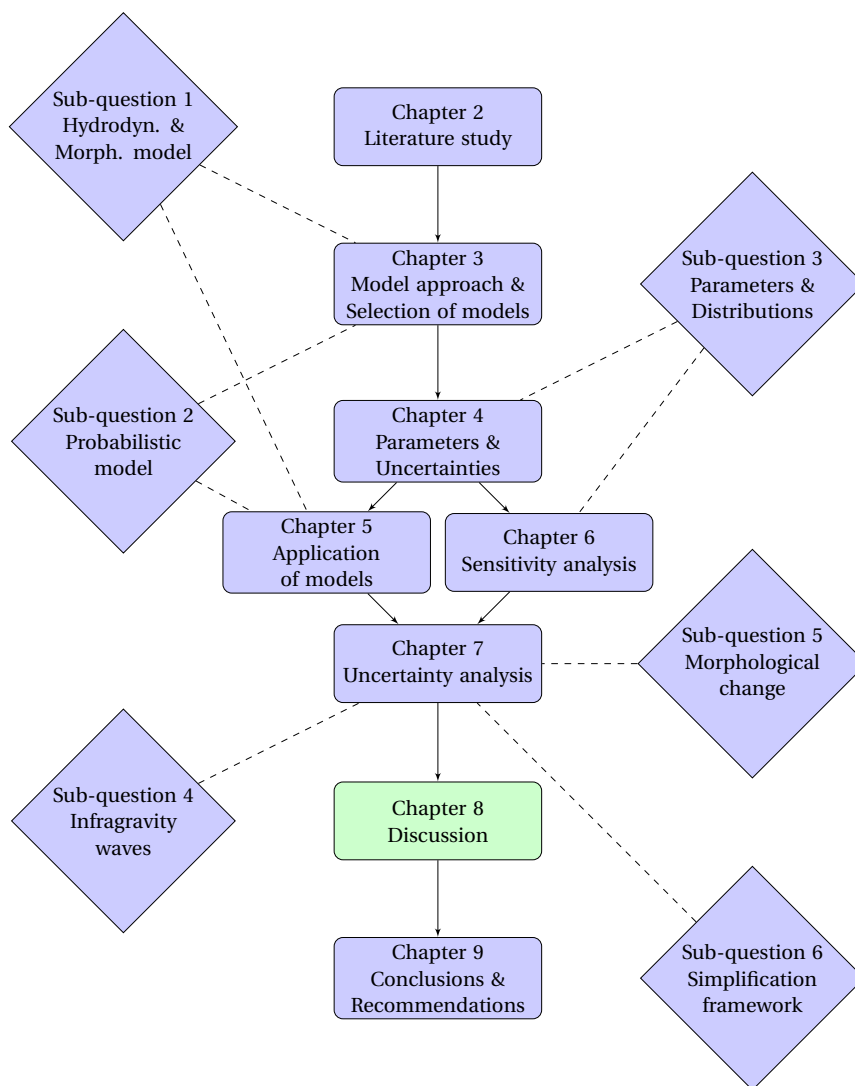 Sub-question 1
Hydrodyn. &
Morph. model
Chapter 2
Literature study
Chapter 3
Model approach &
Selection of models
Sub-question 3
Parameters &
Distributions
Sub-question 2
Probabilistic
model
Chapter 4
Parameters &
Uncertainties
Chapter 5
Application
of models
Chapter 6
Sensitivity analysis
Chapter 7
Uncertainty analysis
Sub-question 5
Morphological
change
Sub-question 4
Infragravity
waves
Chapter 8
Discussion
Chapter 9
Conclusions &
Recommendations
Sub-question 6
Simplification
framework